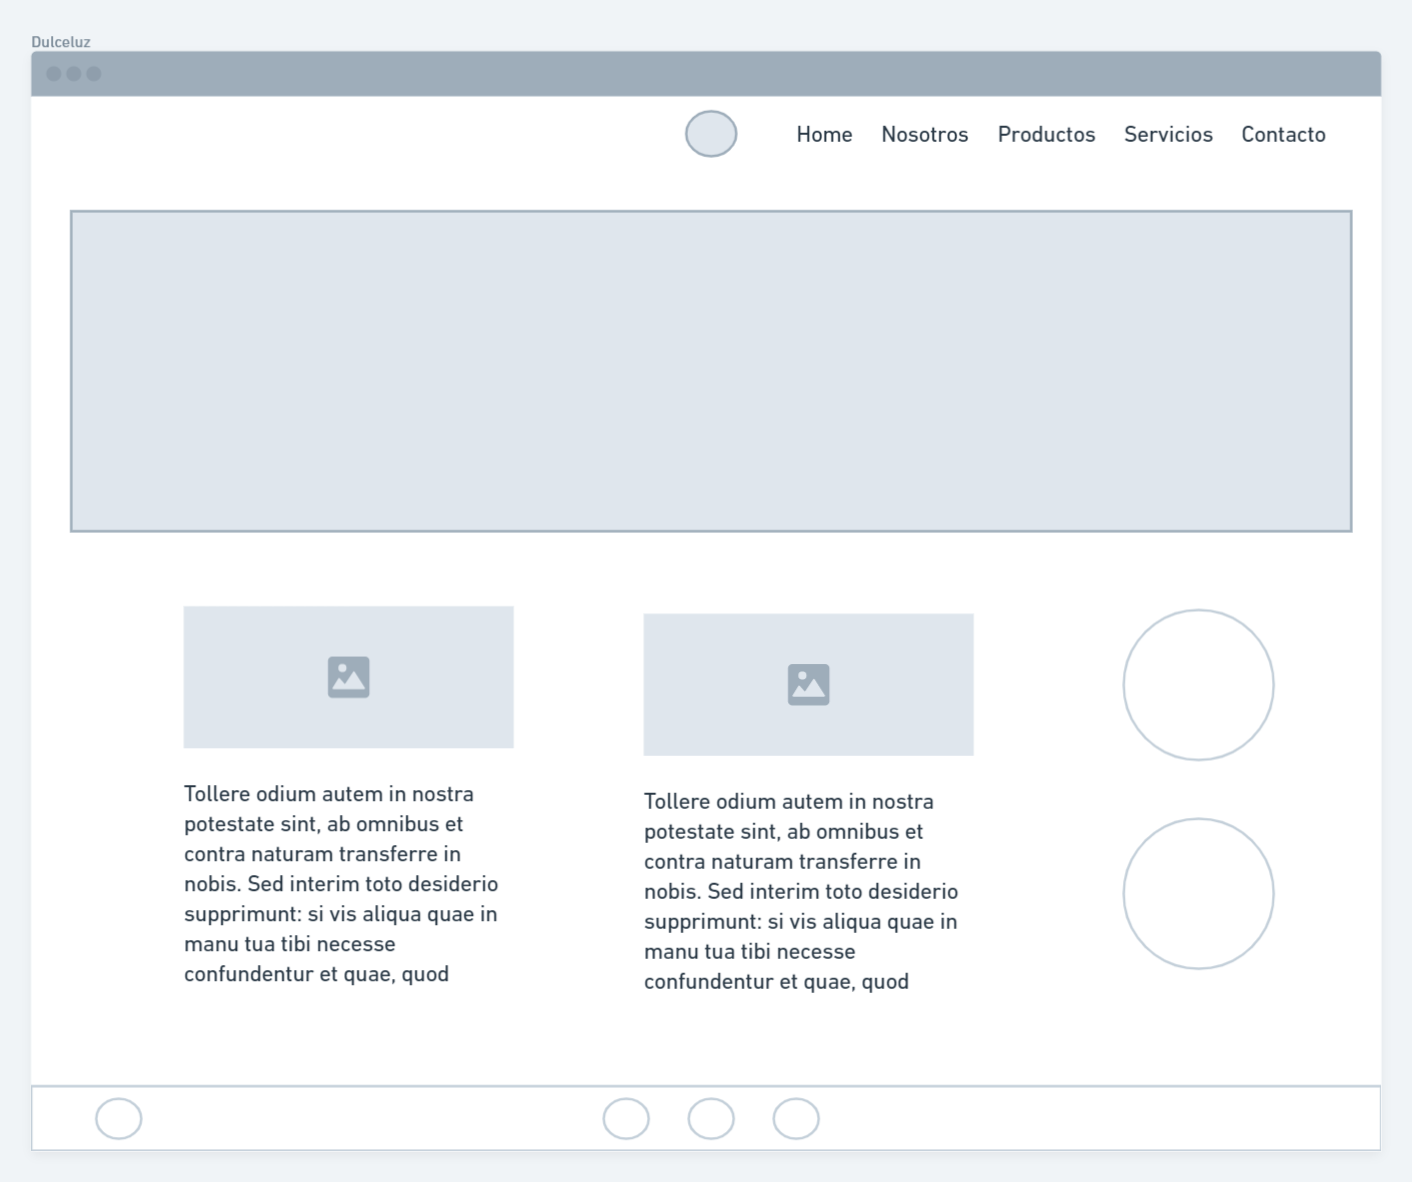 Dulceluz
Home Nosotros Productos Servicios Contacto
Tollere odium autem in nostra
potestate sint, ab omnibus et
contra naturam transferre in
nobis. Sed interim toto desiderio
supprimunt: si vis aliqua quae in
manu tua tibi necesse
confundentur et quae, quod
Tollere odium autem in nostra
potestate sint, ab omnibus et
contra naturam transferre in
nobis. Sed interim toto desiderio
supprimunt: si vis aliqua quae in
manu tua tibi necesse
confundentur et quae, quod